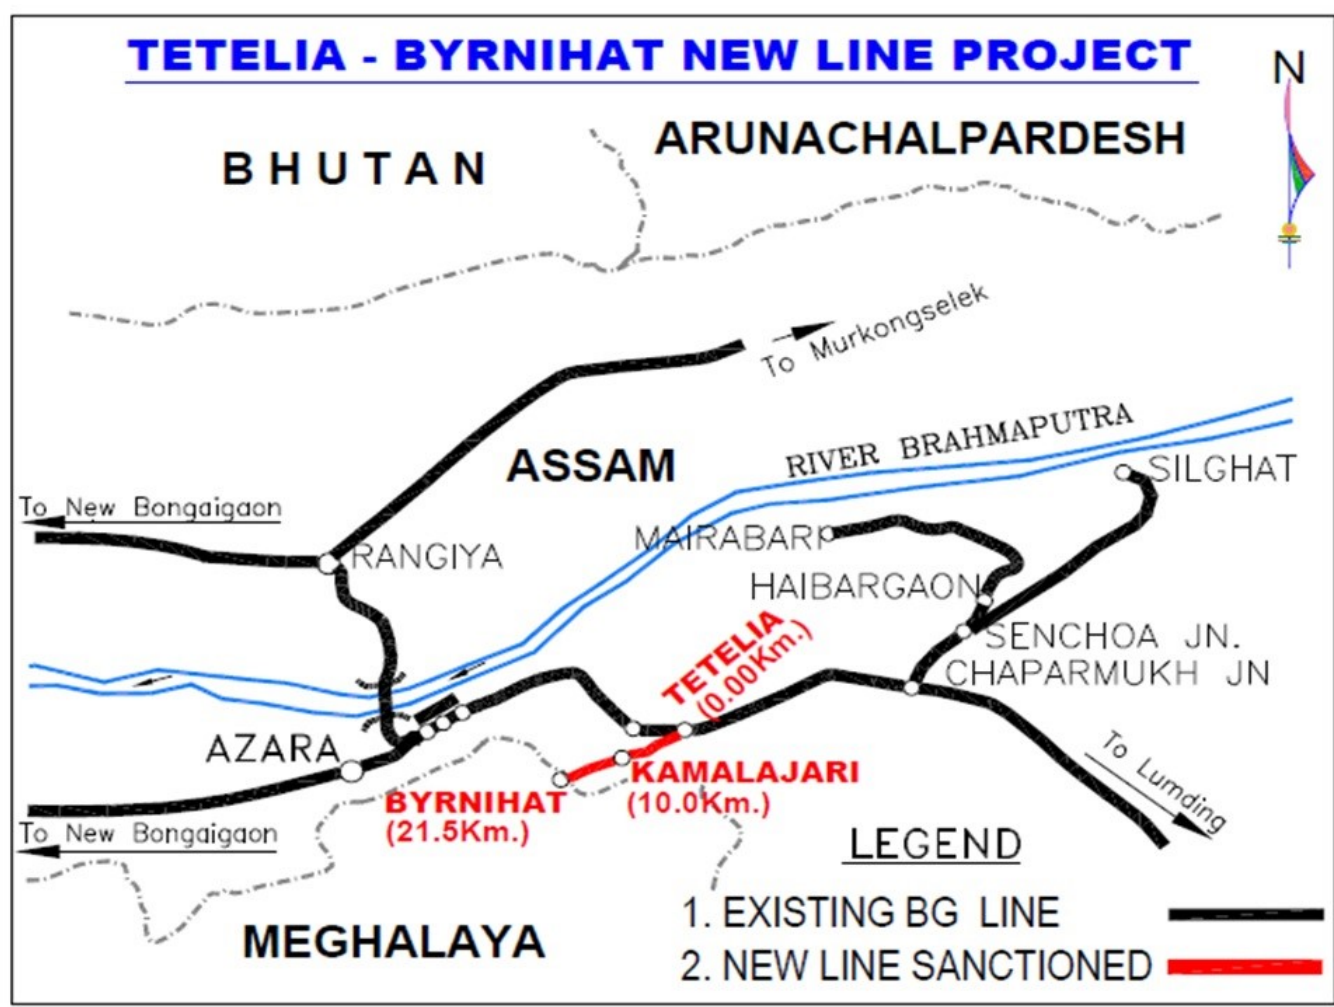 TETELIA - BYRNIHAT NEW LINE PROJECT
N
BHUTAN
ARUNACHALPARDESH
To Murkongselek
RIVER BRAHMAPUTRA
ASSAM
SILGHAT
To New Bongaigaon
MAIRABARI
RANGIYA
HAIBARGAON
TETELIA
(0.00Km.)
SENCHOA JN.
CHAPARMUKH JN
AZARA
To Lumding
KAMALAJARI
(10.0Km.)
BYRNIHAT
(21.5Km.)
To New Bongaigaon
LEGEND
1. EXISTING BG LINE
2. NEW LINE SANCTIONED
MEGHALAYA